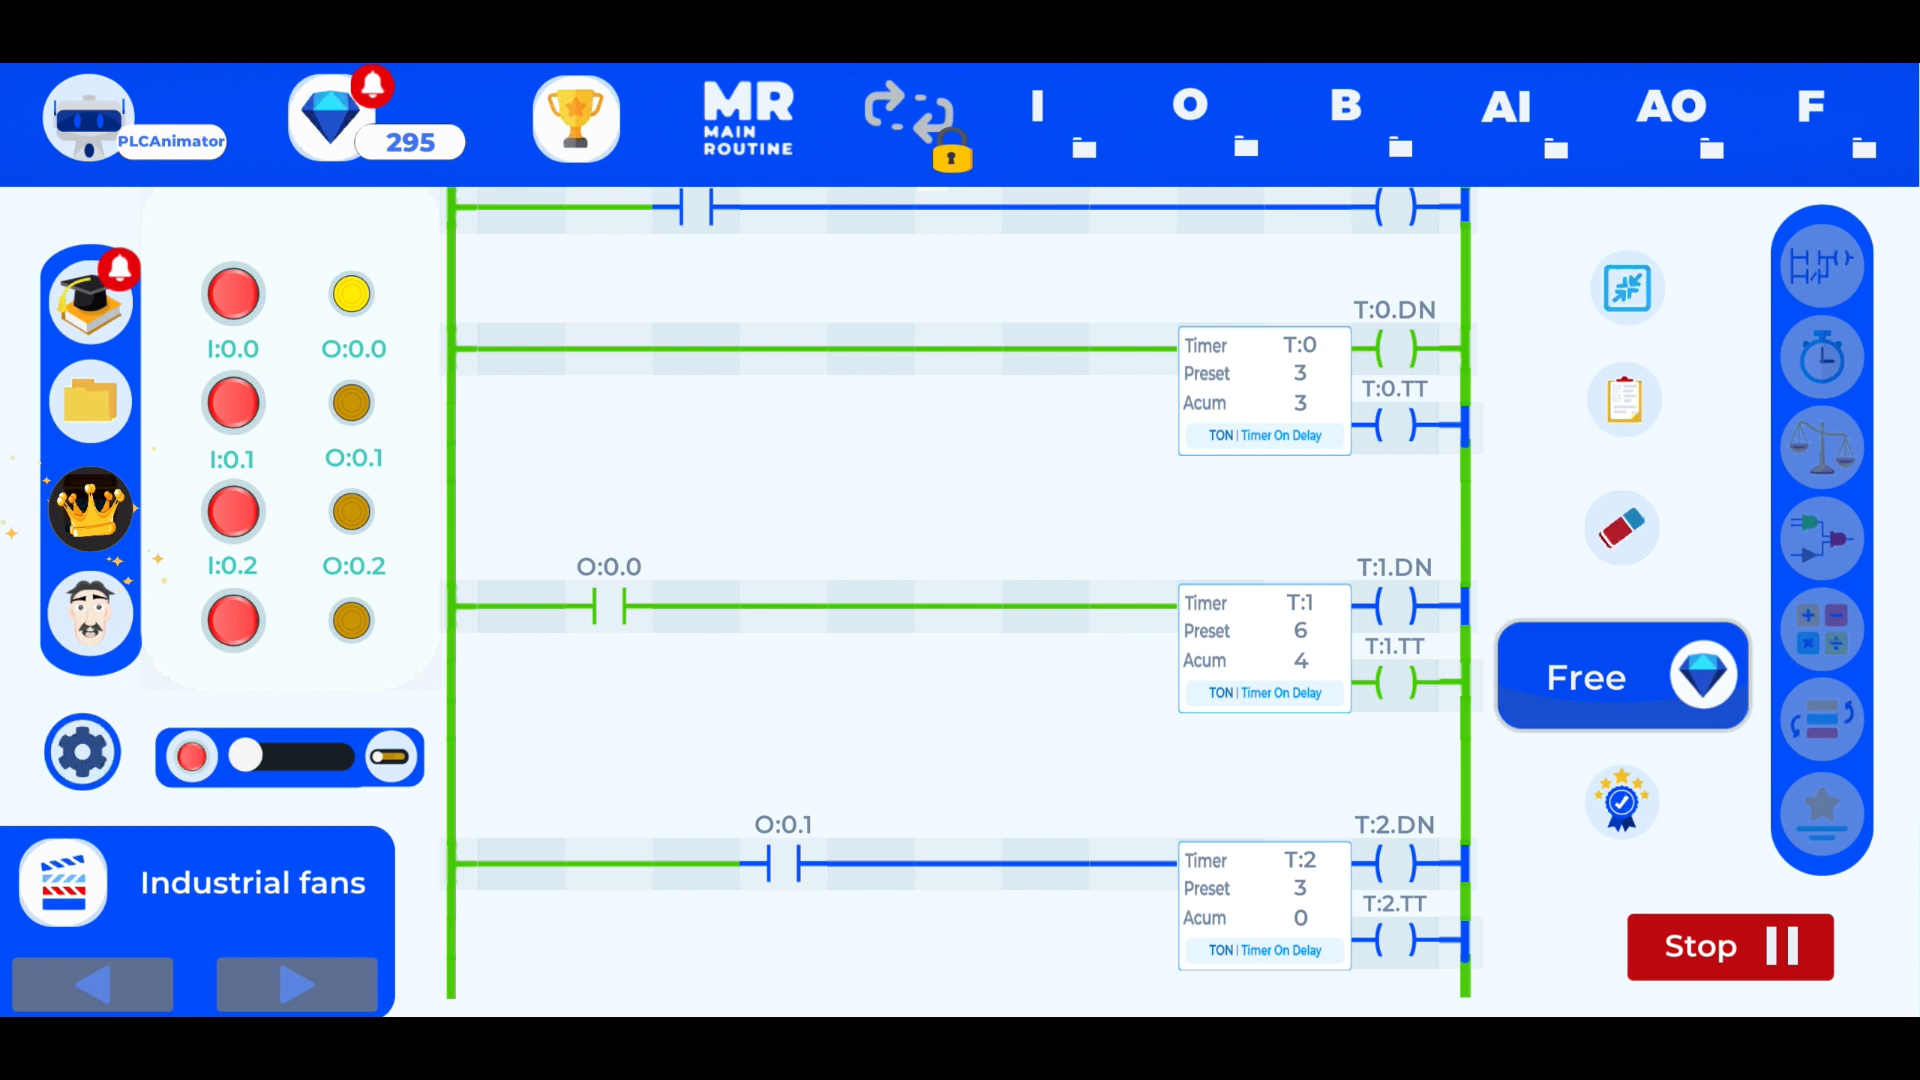 PLCAnimator
295
MR
MAIN
ROUTINE
I
O
B
AI
AO
F
I:0.0
O:0.0
I:0.1
O:0.1
I:0.2
O:0.2
T:0.DN
Timer T:0
Preset 3
Acum 3
TON | Timer On Delay
T:0.TT
O:0.0
T:1.DN
Timer T:1
Preset 6
Acum 4
TON | Timer On Delay
T:1.TT
O:0.1
T:2.DN
Timer T:2
Preset 3
Acum 0
TON | Timer On Delay
T:2.TT
Free
Industrial fans
Stop